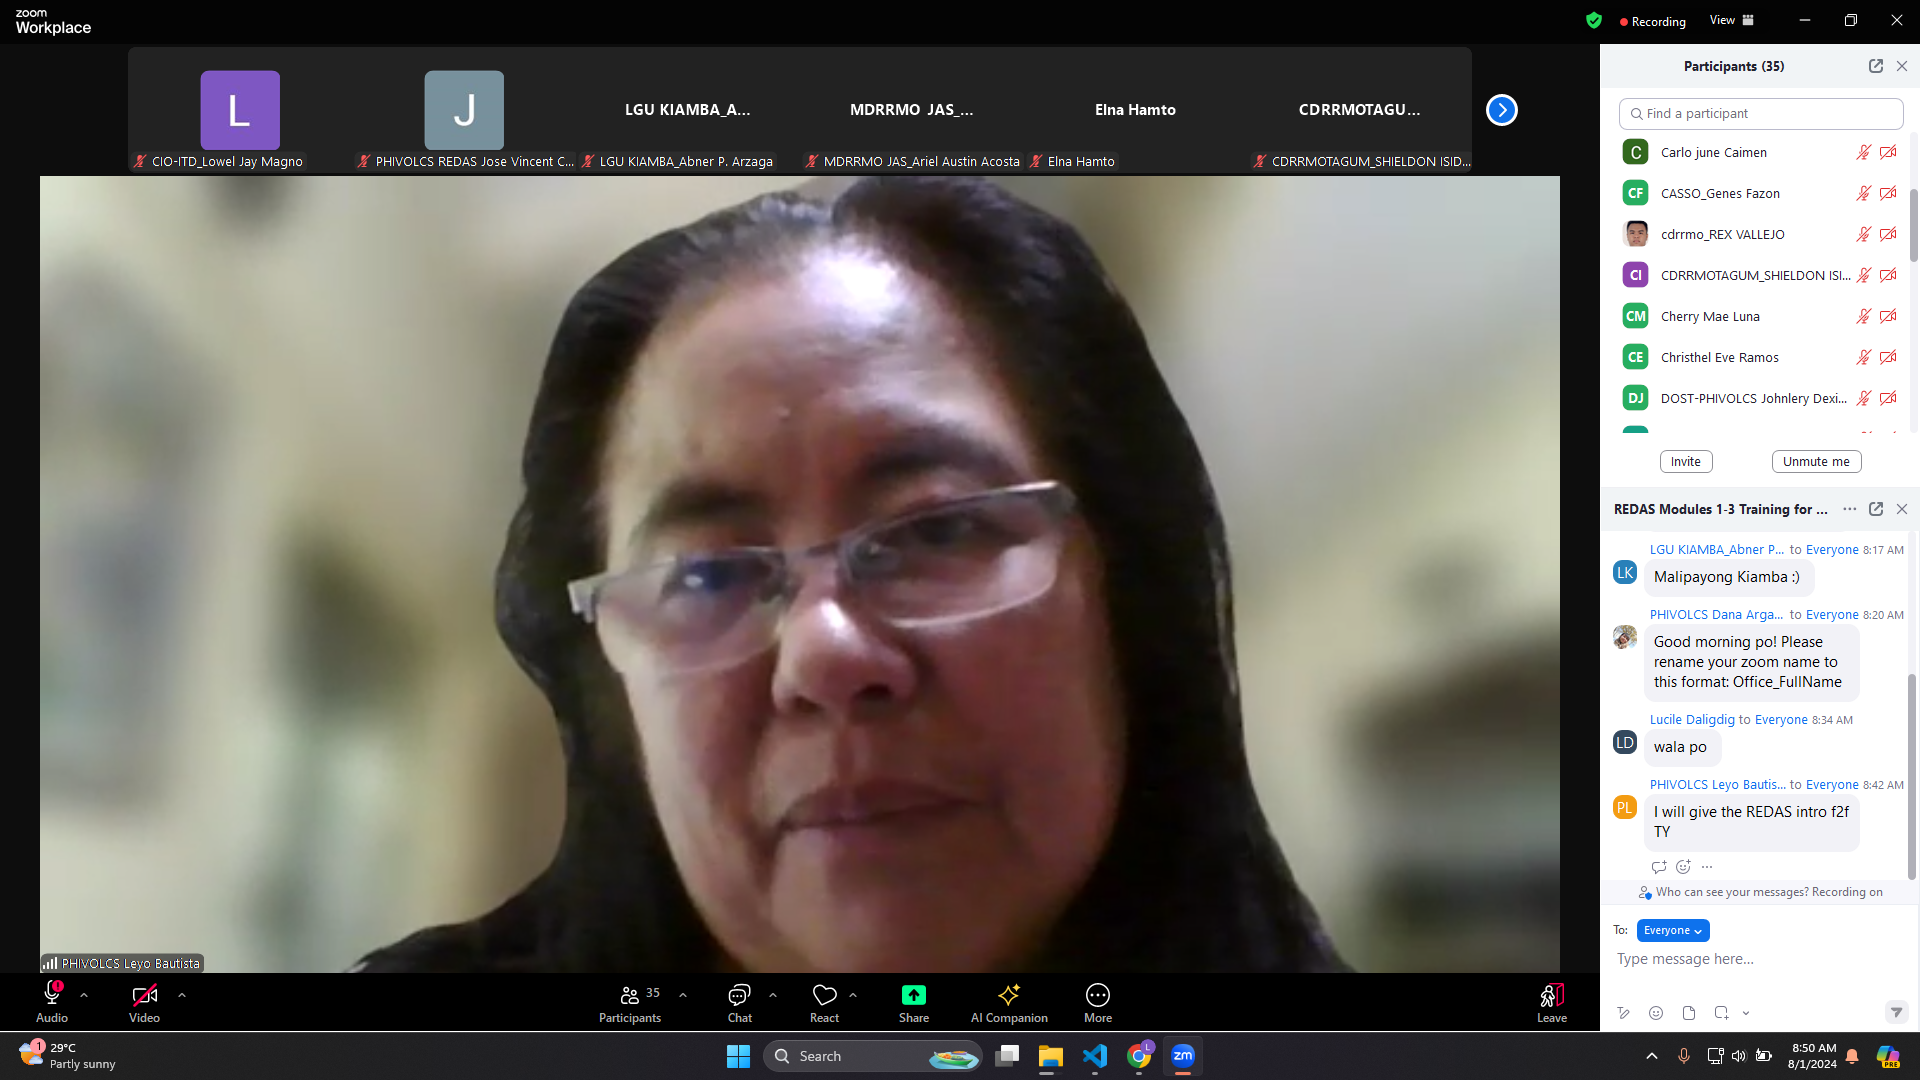 zoom
Workplace
Recording
View
L
J
LGU KIAMBA_A...
MDRRMO JAS_...
Elna Hamto
CDRRMOTAGU...
CIO-ITD_Lowel Jay Magno
PHIVOLCS REDAS Jose Vincent C...
LGU KIAMBA_Abner P. Arzaga
MDRRMO JAS_Ariel Austin Acosta
Elna Hamto
CDRRMOTAGUM_SHIELDON ISID...
PHIVOLCS Leyo Bautista
Participants (35)
Find a participant
C Carlo june Caimen
CF CASSO_Genes Fazon
cdrrmo_REX VALLEJO
CI CDRRMOTAGUM_SHIELDON ISI...
CM Cherry Mae Luna
CE Christhel Eve Ramos
DJ DOST-PHIVOLCS Johnlery Dexi...
Invite
Unmute me
REDAS Modules 1-3 Training for ...
LGU KIAMBA_Abner P... to Everyone 8:17 AM
LK Malipayong Kiamba :)
PHIVOLCS Dana Arga... to Everyone 8:20 AM
Good morning po! Please
rename your zoom name to
this format: Office_FullName
Lucile Daligdig to Everyone 8:34 AM
LD wala po
PHIVOLCS Leyo Bautis... to Everyone 8:42 AM
PL I will give the REDAS intro f2f
TY
Who can see your messages? Recording on
To: Everyone
Type message here...
Audio
Video
35
Participants
Chat
React
Share
AI Companion
More
Leave
1
29°C
Partly sunny
Search
L
zm
8:50 AM
8/1/2024
PRE